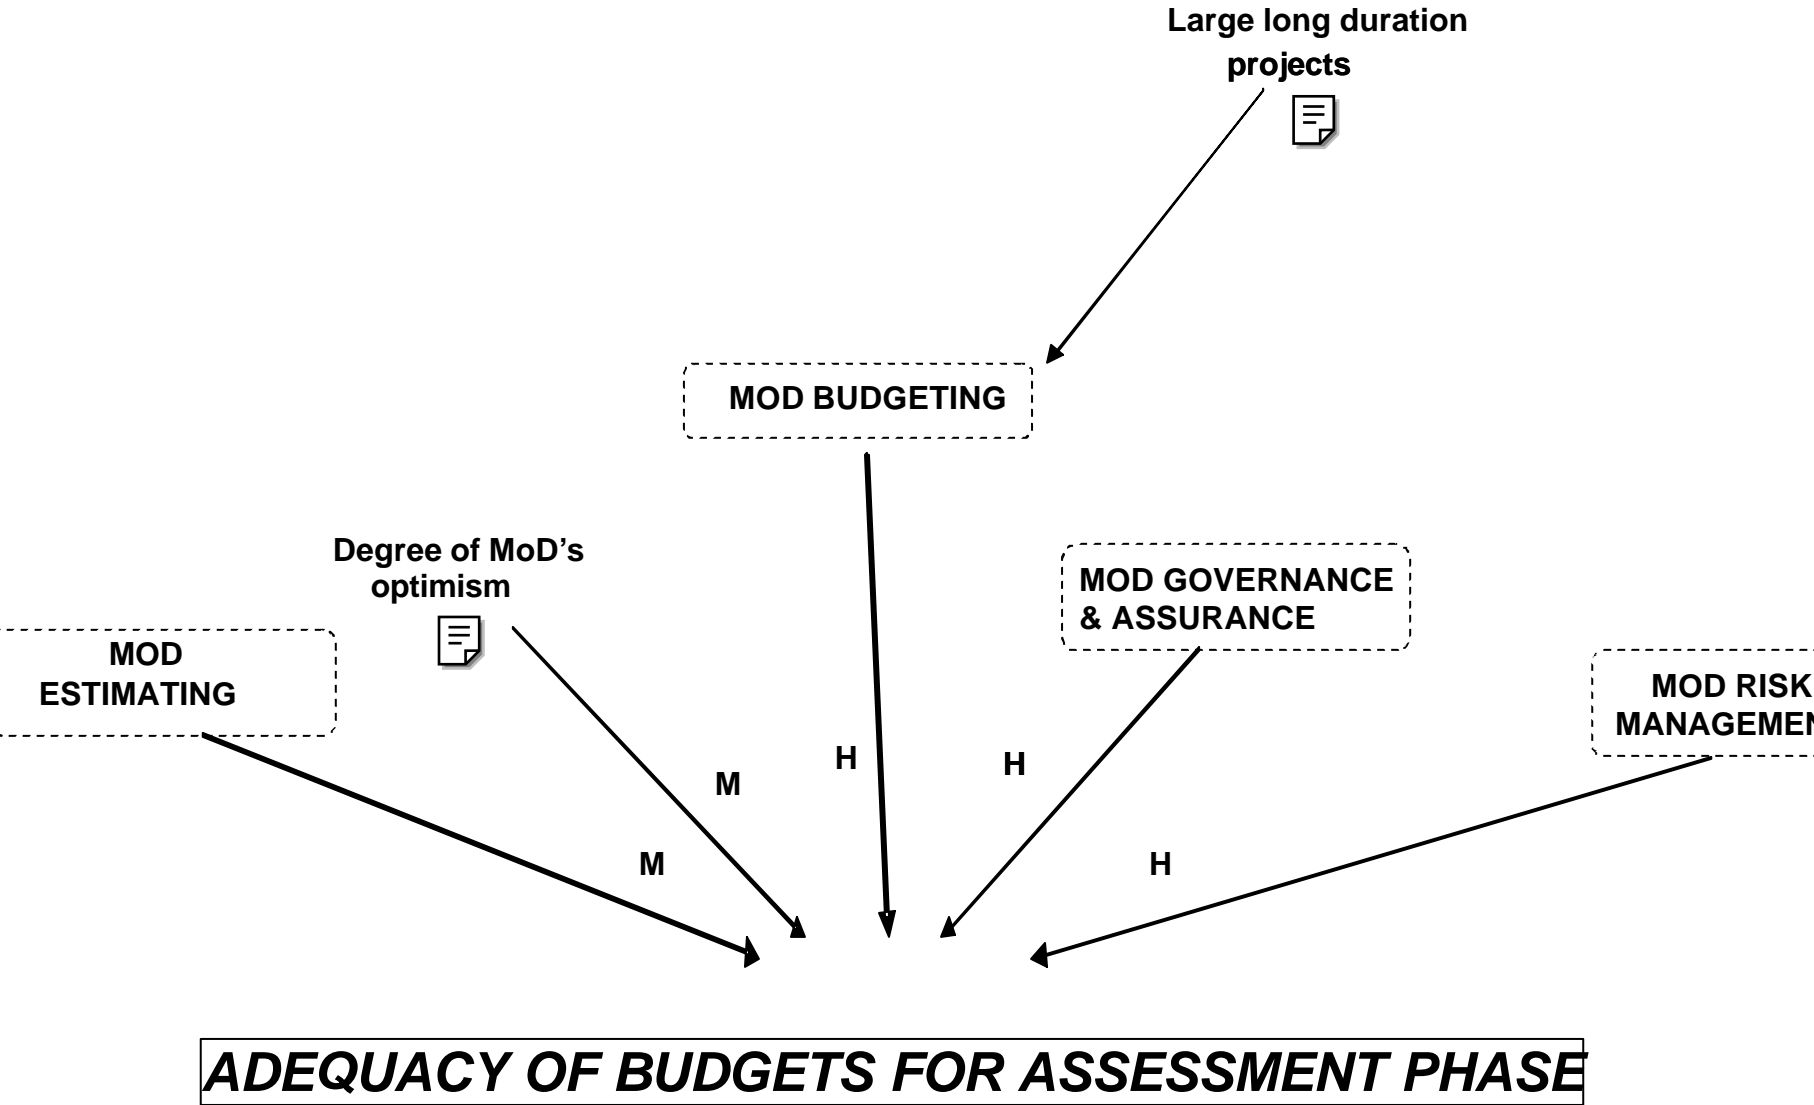 Large long duration
projects
MOD BUDGETING
Degree of MoD’s
optimism
MOD GOVERNANCE
& ASSURANCE
MOD
ESTIMATING
MOD RISK
MANAGEMEN
H
H
M
M
H
ADEQUACY OF BUDGETS FOR ASSESSMENT PHASE